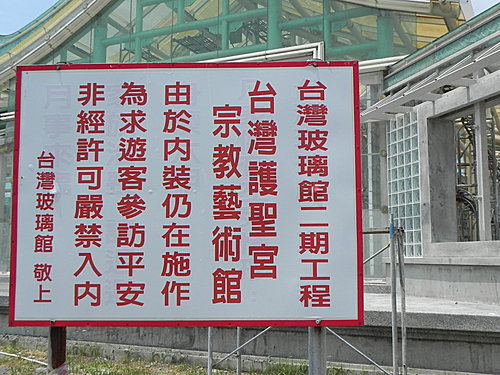 台灣玻璃館二期工程
台灣護聖宮
宗教藝術館
由於內裝仍在施作
為求遊客參訪平安
非經許可嚴禁入內
台灣玻璃館 敬上